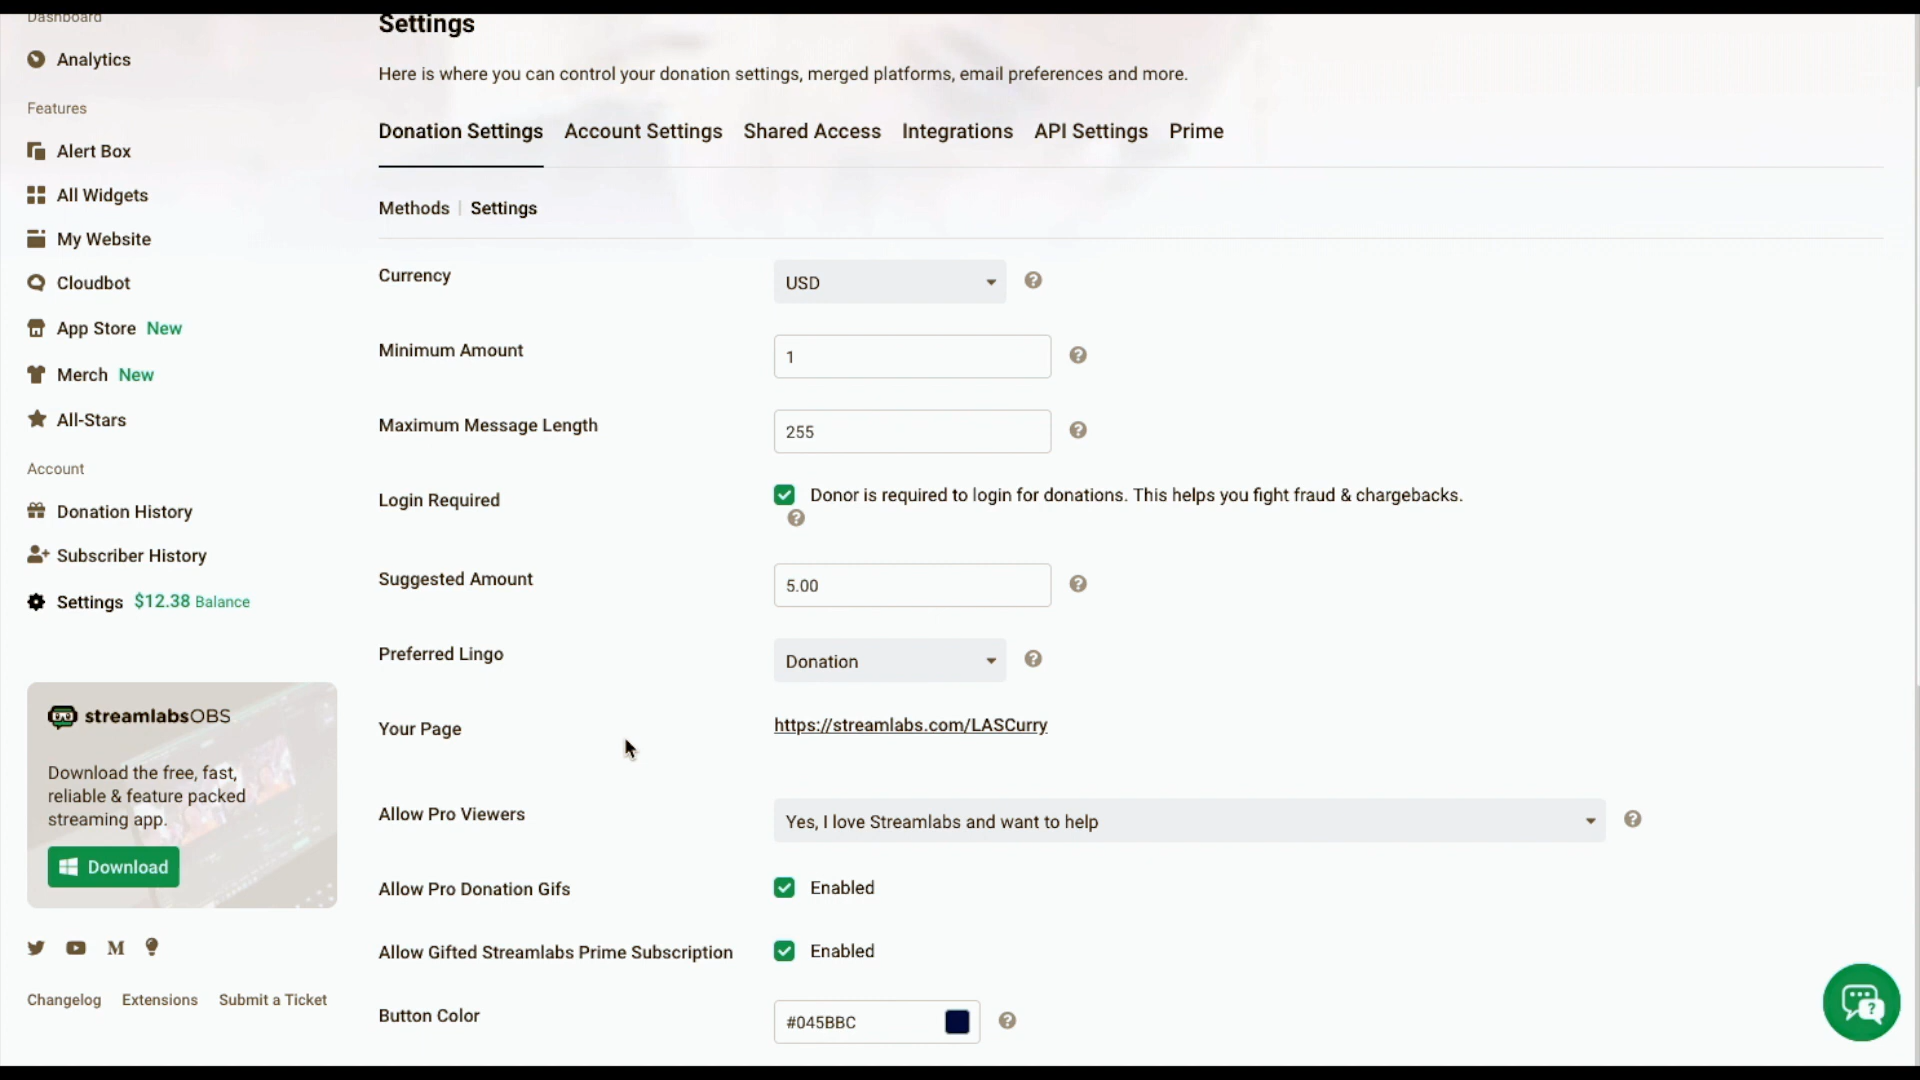 Dashboard
Analytics
Features
Alert Box
All Widgets
My Website
Cloudbot
App Store New
Merch New
All-Stars
Account
Donation History
Subscriber History
Settings $12.38 Balance
streamlabsOBS
Download the free, fast,
reliable & feature packed
streaming app.
Download
Changelog Extensions Submit a Ticket
Settings
Here is where you can control your donation settings, merged platforms, email preferences and more.
Donation Settings Account Settings Shared Access Integrations API Settings Prime
Methods | Settings
Currency USD
Minimum Amount 1
Maximum Message Length 255
Login Required Donor is required to login for donations. This helps you fight fraud & chargebacks.
Suggested Amount 5.00
Preferred Lingo Donation
Your Page https://streamlabs.com/LASCurry
Allow Pro Viewers Yes, I love Streamlabs and want to help
Allow Pro Donation Gifs Enabled
Allow Gifted Streamlabs Prime Subscription Enabled
Button Color #045BBC